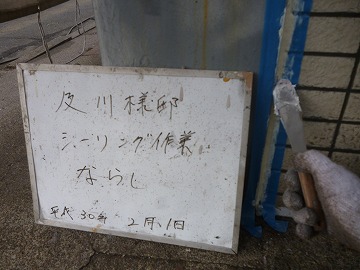 及川様邸
シーリング作業
ならし
平成30年 2月1日